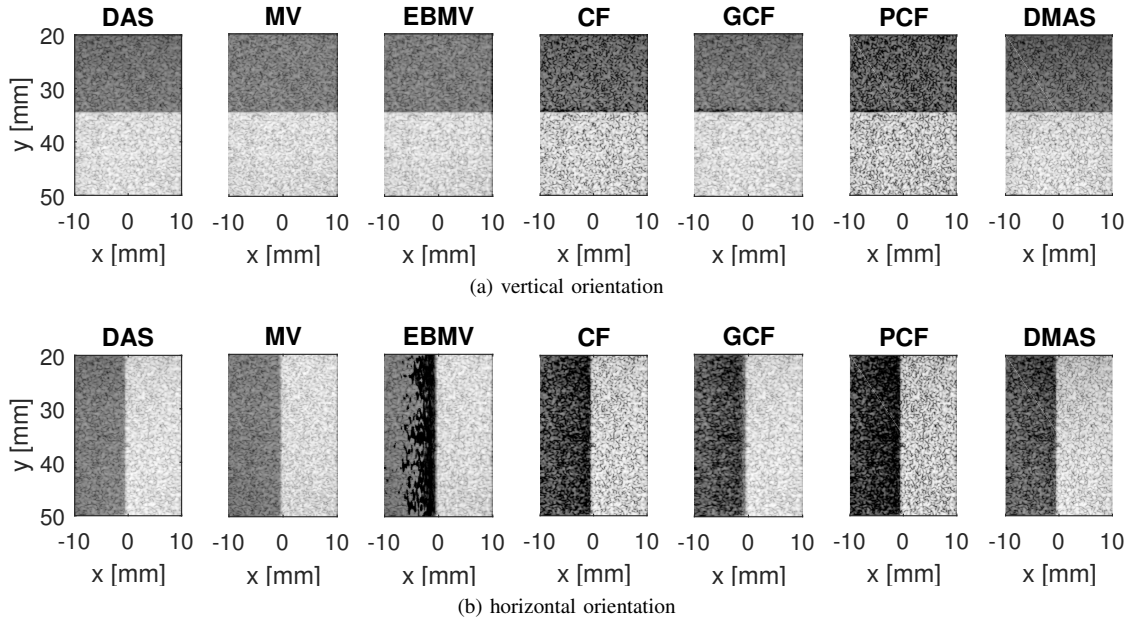 DAS MV EBMV CF GCF PCF DMAS
20
30
40
50
y [mm]
-10 0 10 -10 0 10 -10 0 10 -10 0 10 -10 0 10 -10 0 10 -10 0 10
x [mm] x [mm] x [mm] x [mm] x [mm] x [mm] x [mm]
(a) vertical orientation
DAS MV EBMV CF GCF PCF DMAS
20
30
40
50
y [mm]
-10 0 10 -10 0 10 -10 0 10 -10 0 10 -10 0 10 -10 0 10 -10 0 10
x [mm] x [mm] x [mm] x [mm] x [mm] x [mm] x [mm]
(b) horizontal orientation